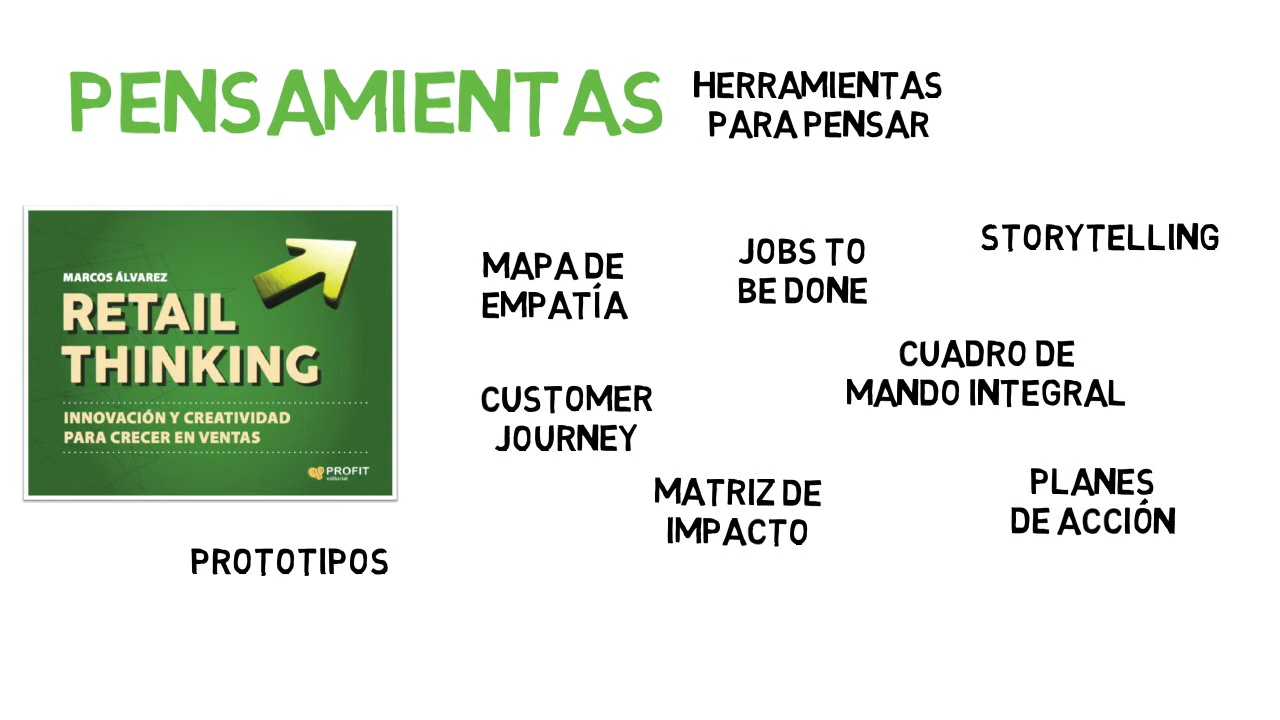 PENSAMIENTAS
HERRAMIENTAS
PARA PENSAR
MARCOS ÁLVAREZ
RETAIL
THINKING
INNOVACIÓN Y CREATIVIDAD
PARA CRECER EN VENTAS
PROFIT
editorial
MAPA DE
EMPATÍA
JOBS TO
BE DONE
STORYTELLING
CUADRO DE
MANDO INTEGRAL
CUSTOMER
JOURNEY
MATRIZ DE
IMPACTO
PLANES
DE ACCIÓN
PROTOTIPOS